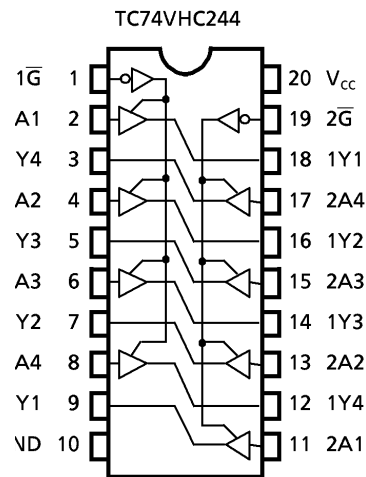 TC74VHC244
1G̅ 1 20 VCC
A1 2 19 2G̅
Y4 3 18 1Y1
A2 4 17 2A4
Y3 5 16 1Y2
A3 6 15 2A3
Y2 7 14 1Y3
A4 8 13 2A2
Y1 9 12 1Y4
ND 10 11 2A1